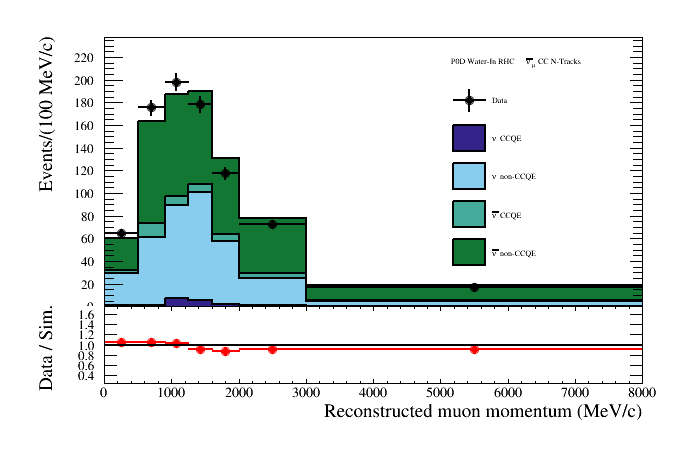 Events/(100 MeV/c)
220
200
180
160
140
120
100
80
60
40
20
0
P0D Water-In RHC ν̅μ CC N-Tracks
Data
ν CCQE
ν non-CCQE
ν̅ CCQE
ν̅ non-CCQE
Data / Sim.
1.6
1.4
1.2
1.0
0.8
0.6
0.4
0 1000 2000 3000 4000 5000 6000 7000 8000
Reconstructed muon momentum (MeV/c)